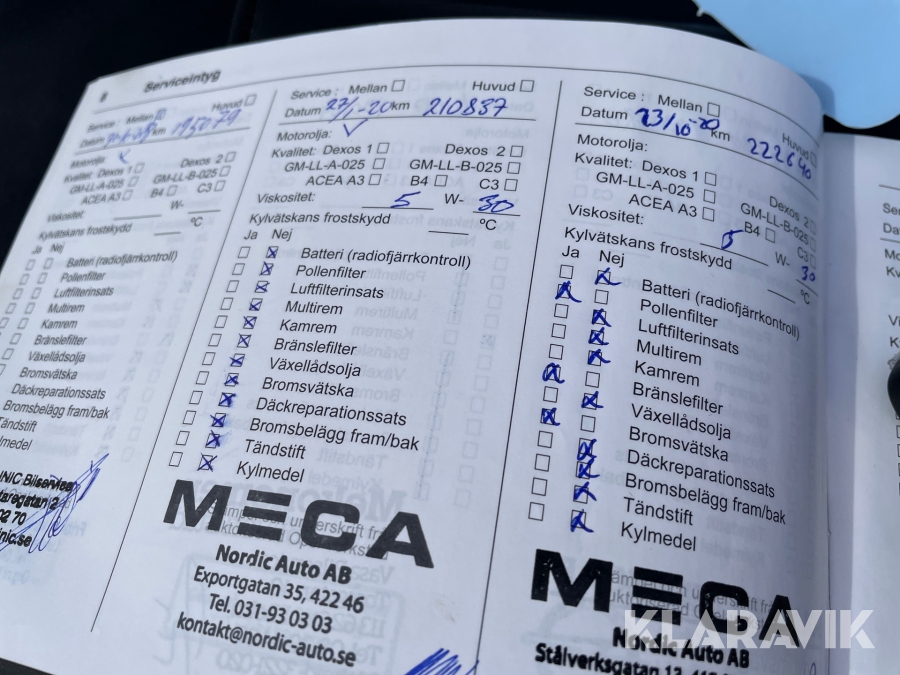 8 Serviceintyg
Service: Mellan Huvud
Datum km 195079
Motorolja:
Kvalitet: Dexos 1 Dexos 2
GM-LL-A-025 GM-LL-B-025
ACEA A3 B4 C3
Viskositet: W-
Kylvätskans frostskydd °C
Ja Nej
Batteri (radiofjärrkontroll)
Pollenfilter
Luftfilterinsats
Multirem
Kamrem
Bränslefilter
Växellådsolja
Bromsvätska
Däckreparationssats
Bromsbelägg fram/bak
Tändstift
Kylmedel
Service : Mellan Huvud
Datum 27/1-20 km 210837
Motorolja:
Kvalitet: Dexos 1 Dexos 2
GM-LL-A-025 GM-LL-B-025
ACEA A3 B4 C3
Viskositet: 5 W- 30
Kylvätskans frostskydd °C
Ja Nej
Batteri (radiofjärrkontroll)
Pollenfilter
Luftfilterinsats
Multirem
Kamrem
Bränslefilter
Växellådsolja
Bromsvätska
Däckreparationssats
Bromsbelägg fram/bak
Tändstift
Kylmedel
MECA
Nordic Auto AB
Exportgatan 35, 422 46
Tel. 031-93 03 03
kontakt@nordic-auto.se
Service : Mellan Huvud
Datum 23/10-20 km 222640
Motorolja:
Kvalitet: Dexos 1 Dexos 2
GM-LL-A-025 GM-LL-B-025
ACEA A3 B4 C3
Viskositet: 5 W- 30
Kylvätskans frostskydd °C
Ja Nej
Batteri (radiofjärrkontroll)
Pollenfilter
Luftfilterinsats
Multirem
Kamrem
Bränslefilter
Växellådsolja
Bromsvätska
Däckreparationssats
Bromsbelägg fram/bak
Tändstift
Kylmedel
MECA
Nordic Auto AB
Stålverksgatan
KLARAVIK